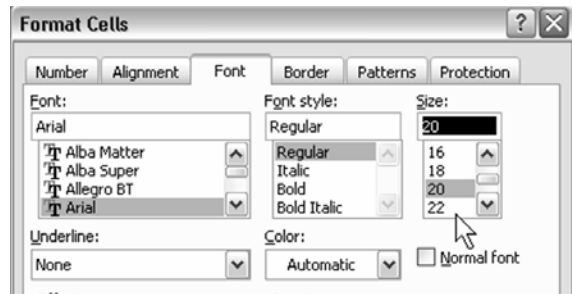 Format Cells
Number Alignment Font Border Patterns Protection
Font: Font style: Size:
Arial Regular 20
Alba Matter Regular 16
Alba Super Italic 18
Allegro BT Bold 20
Arial Bold Italic 22
Underline: Color:
None Automatic Normal font